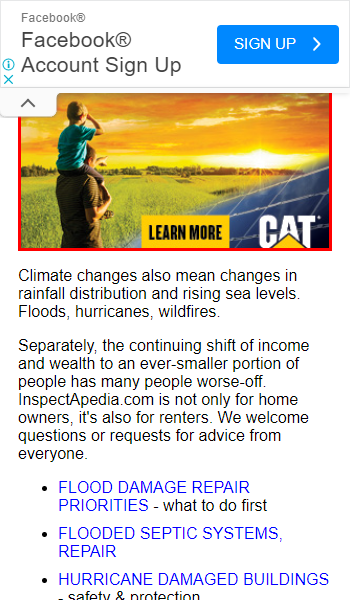 Facebook®
Facebook®
Account Sign Up
SIGN UP
LEARN MORE
CAT
Climate changes also mean changes in
rainfall distribution and rising sea levels.
Floods, hurricanes, wildfires.
Separately, the continuing shift of income
and wealth to an ever-smaller portion of
people has many people worse-off.
InspectApedia.com is not only for home
owners, it's also for renters. We welcome
questions or requests for advice from
everyone.
• FLOOD DAMAGE REPAIR
PRIORITIES - what to do first
• FLOODED SEPTIC SYSTEMS,
REPAIR
• HURRICANE DAMAGED BUILDINGS
- safety & protection